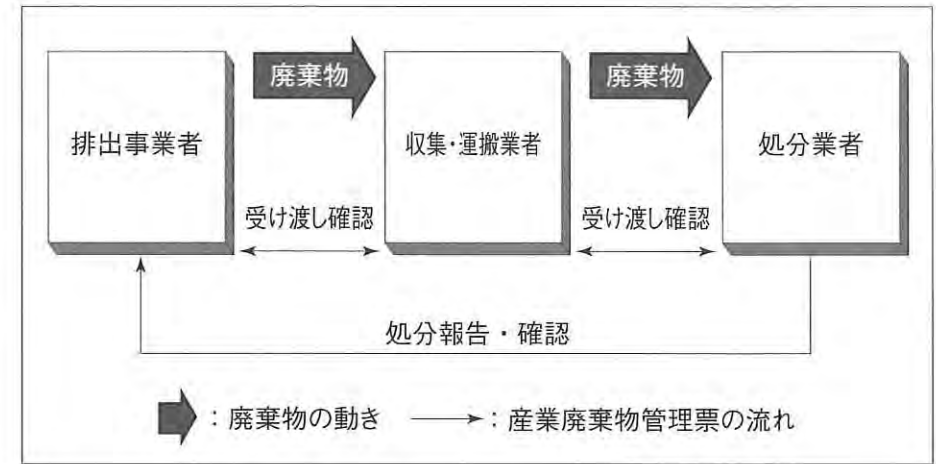 廃棄物
廃棄物
排出事業者
収集・運搬業者
処分業者
受け渡し確認
受け渡し確認
処分報告・確認
:廃棄物の動き
:産業廃棄物管理票の流れ